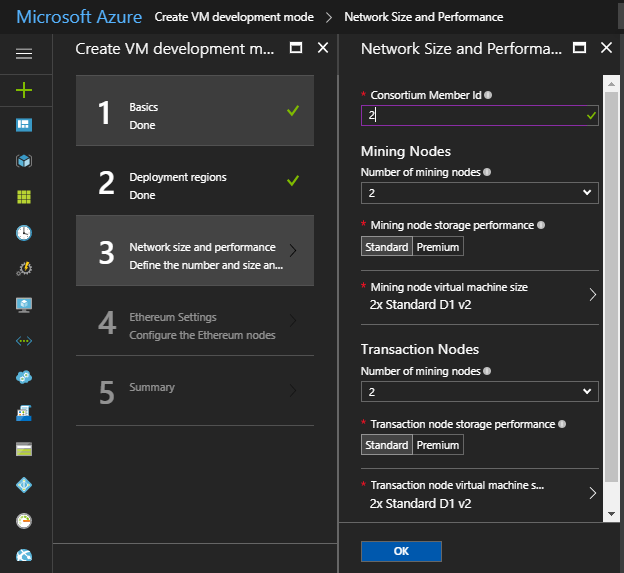 Microsoft Azure Create VM development mode > Network Size and Performance
Create VM development m...
1
Basics
Done
2
Deployment regions
Done
3
Network size and performance
Define the number and size an...
4
Ethereum Settings
Configure the Ethereum nodes
5
Summary
Network Size and Performa...
* Consortium Member Id
2
Mining Nodes
Number of mining nodes
2
* Mining node storage performance
Standard Premium
* Mining node virtual machine size
2x Standard D1 v2
Transaction Nodes
Number of mining nodes
2
* Transaction node storage performance
Standard Premium
* Transaction node virtual machine s...
2x Standard D1 v2
OK